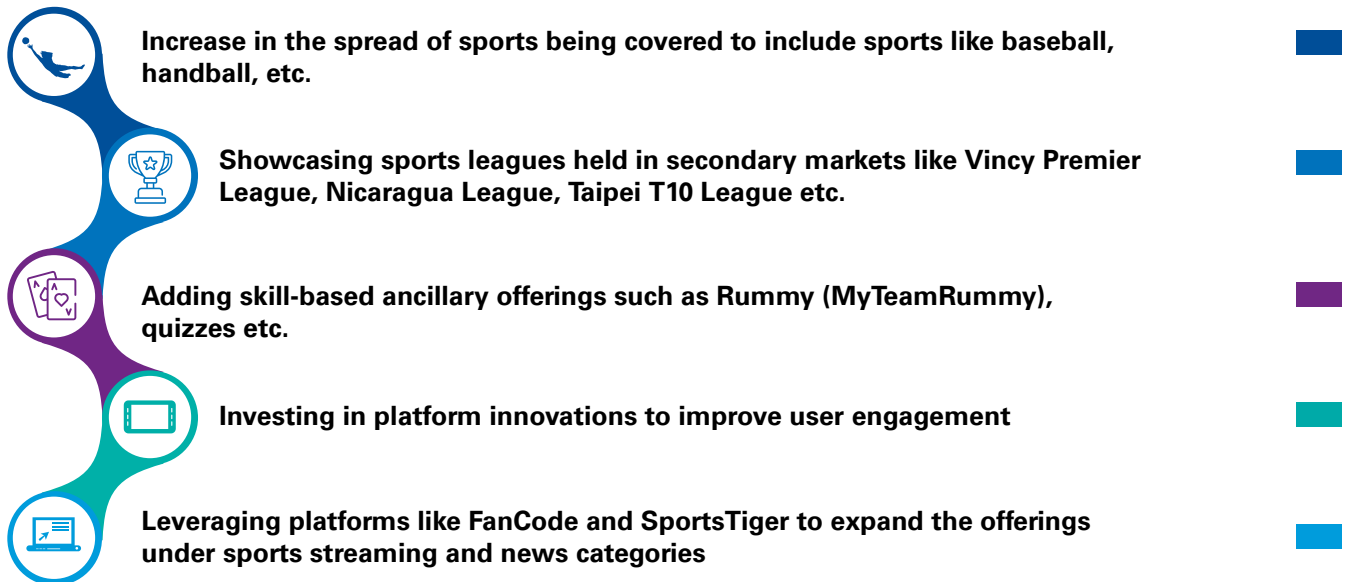 Increase in the spread of sports being covered to include sports like baseball,
handball, etc.
Showcasing sports leagues held in secondary markets like Vincy Premier
League, Nicaragua League, Taipei T10 League etc.
Adding skill-based ancillary offerings such as Rummy (MyTeamRummy),
quizzes etc.
Investing in platform innovations to improve user engagement
Leveraging platforms like FanCode and SportsTiger to expand the offerings
under sports streaming and news categories